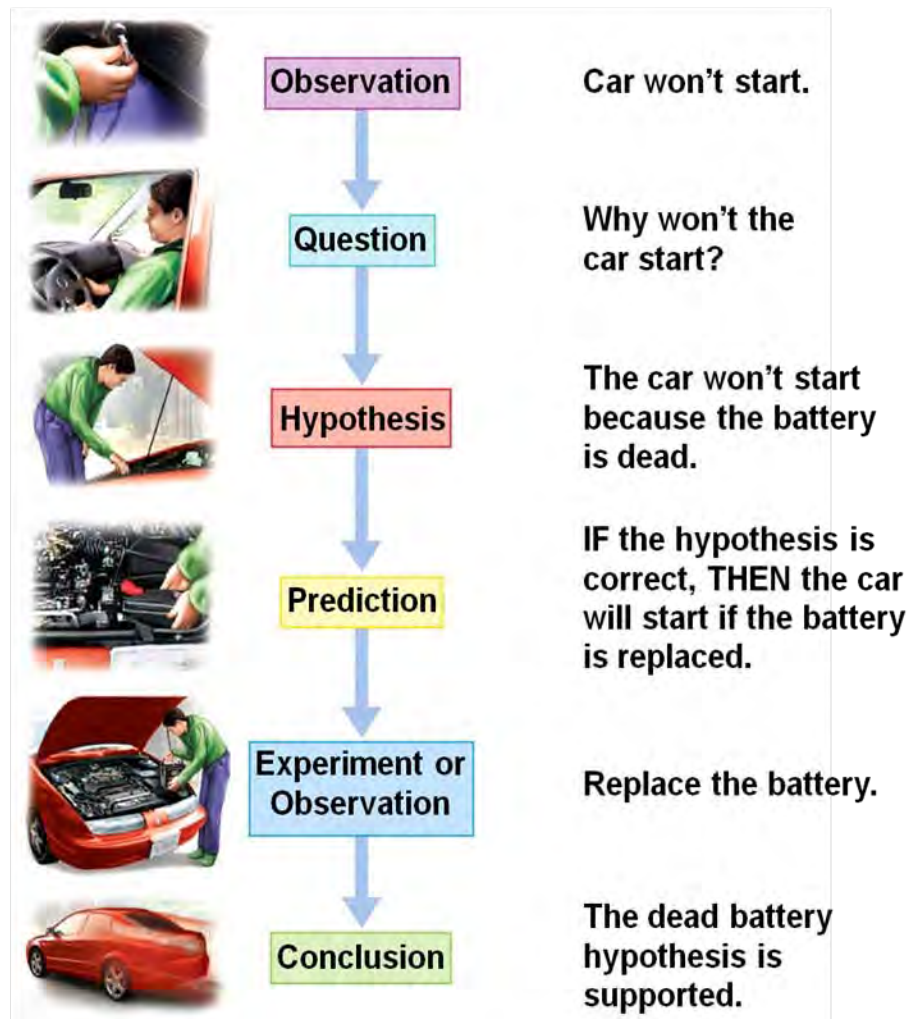 Observation
Car won't start.
Question
Why won't the
car start?
Hypothesis
The car won't start
because the battery
is dead.
Prediction
IF the hypothesis is
correct, THEN the car
will start if the battery
is replaced.
Experiment or
Observation
Replace the battery.
Conclusion
The dead battery
hypothesis is
supported.